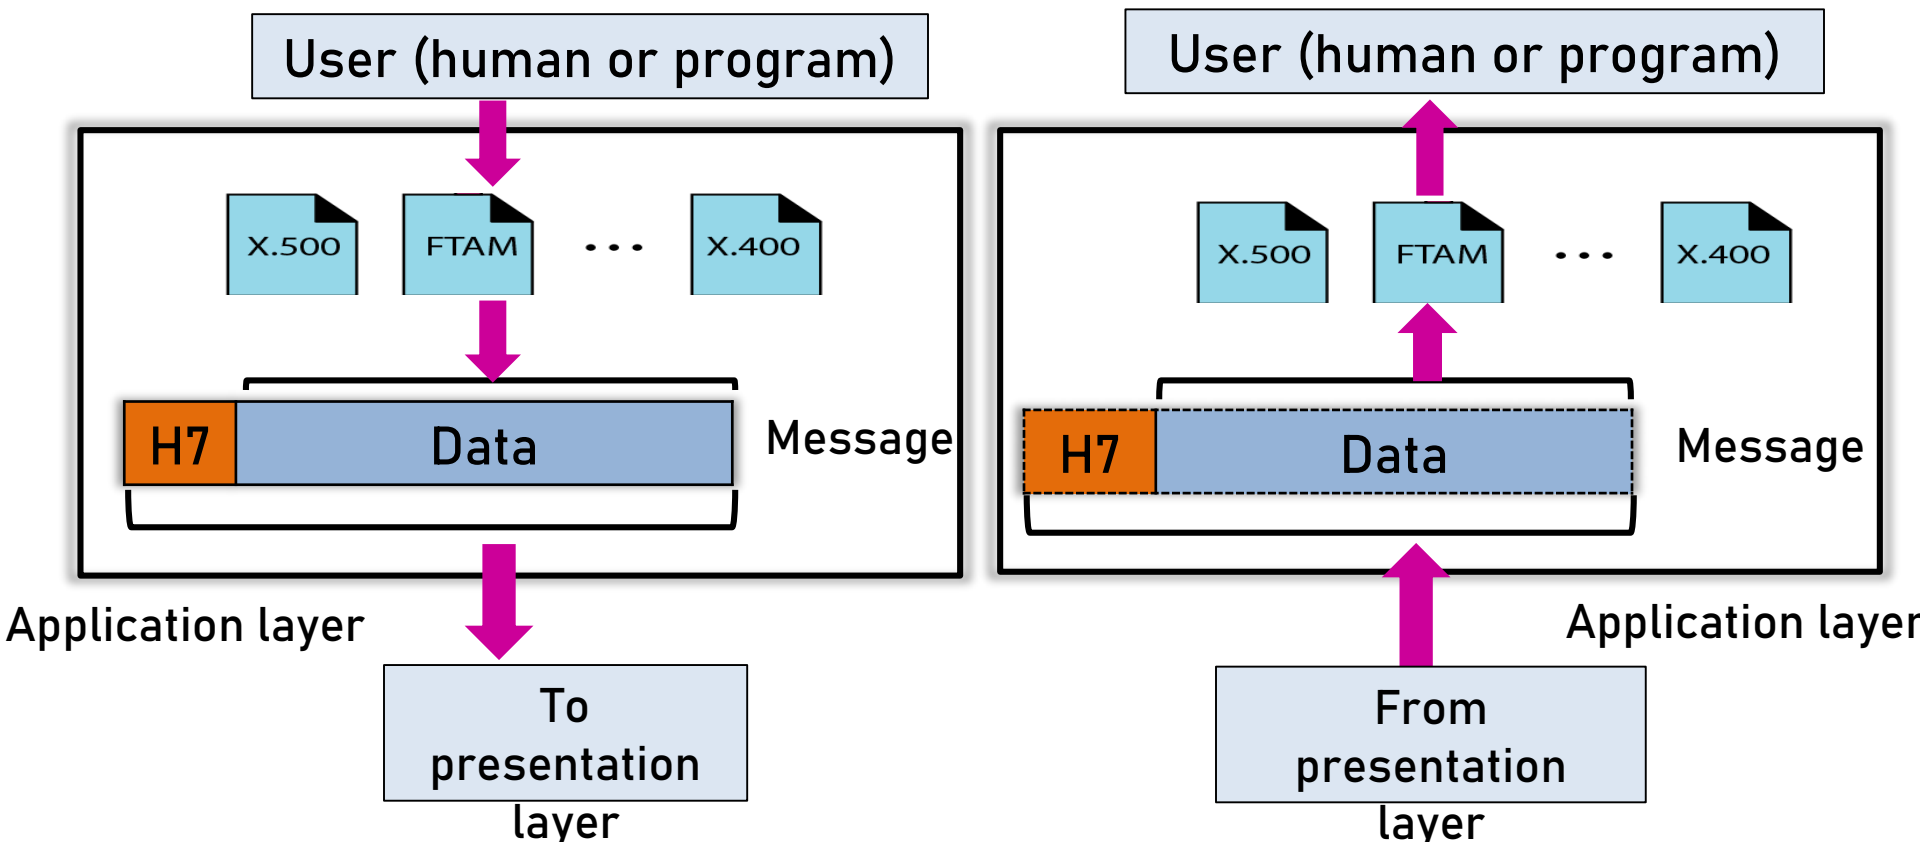 User (human or program)
X.500
FTAM
...
X.400
H7
Data
Message
Application layer
To
presentation
layer
User (human or program)
X.500
FTAM
...
X.400
H7
Data
Message
Application layer
From
presentation
layer